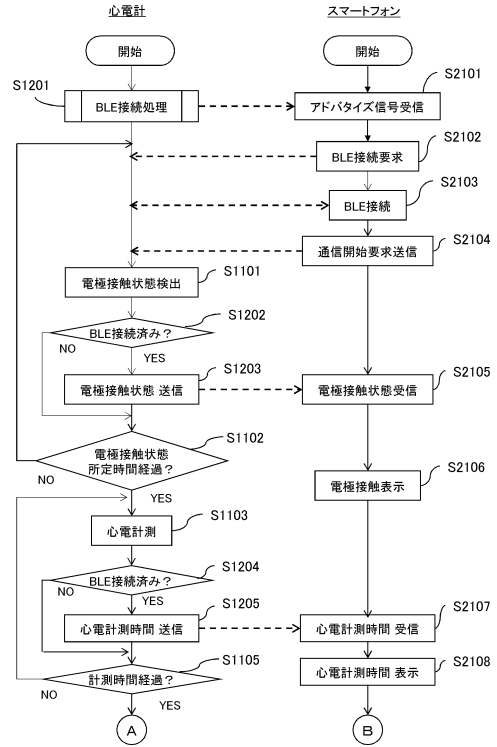 心電計
スマートフォン
開始
開始
S1201
BLE接続処理
アドバタイズ信号受信
S2101
BLE接続要求
S2102
BLE接続
S2103
通信開始要求送信
S2104
電極接触状態検出
S1101
BLE接続済み？
S1202
NO
YES
電極接触状態 送信
S1203
電極接触状態受信
S2105
電極接触状態
所定時間経過？
S1102
NO
YES
電極接触表示
S2106
心電計測
S1103
BLE接続済み？
S1204
NO
YES
心電計測時間 送信
S1205
心電計測時間 受信
S2107
計測時間経過？
S1105
NO
YES
心電計測時間 表示
S2108
A
B